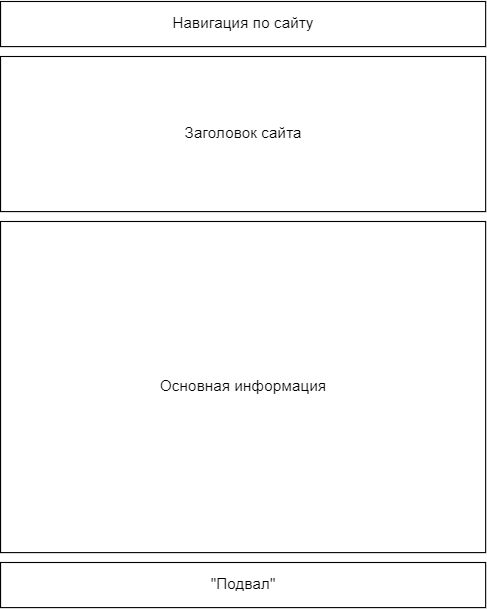 Навигация по сайту
Заголовок сайта
Основная информация
"Подвал"